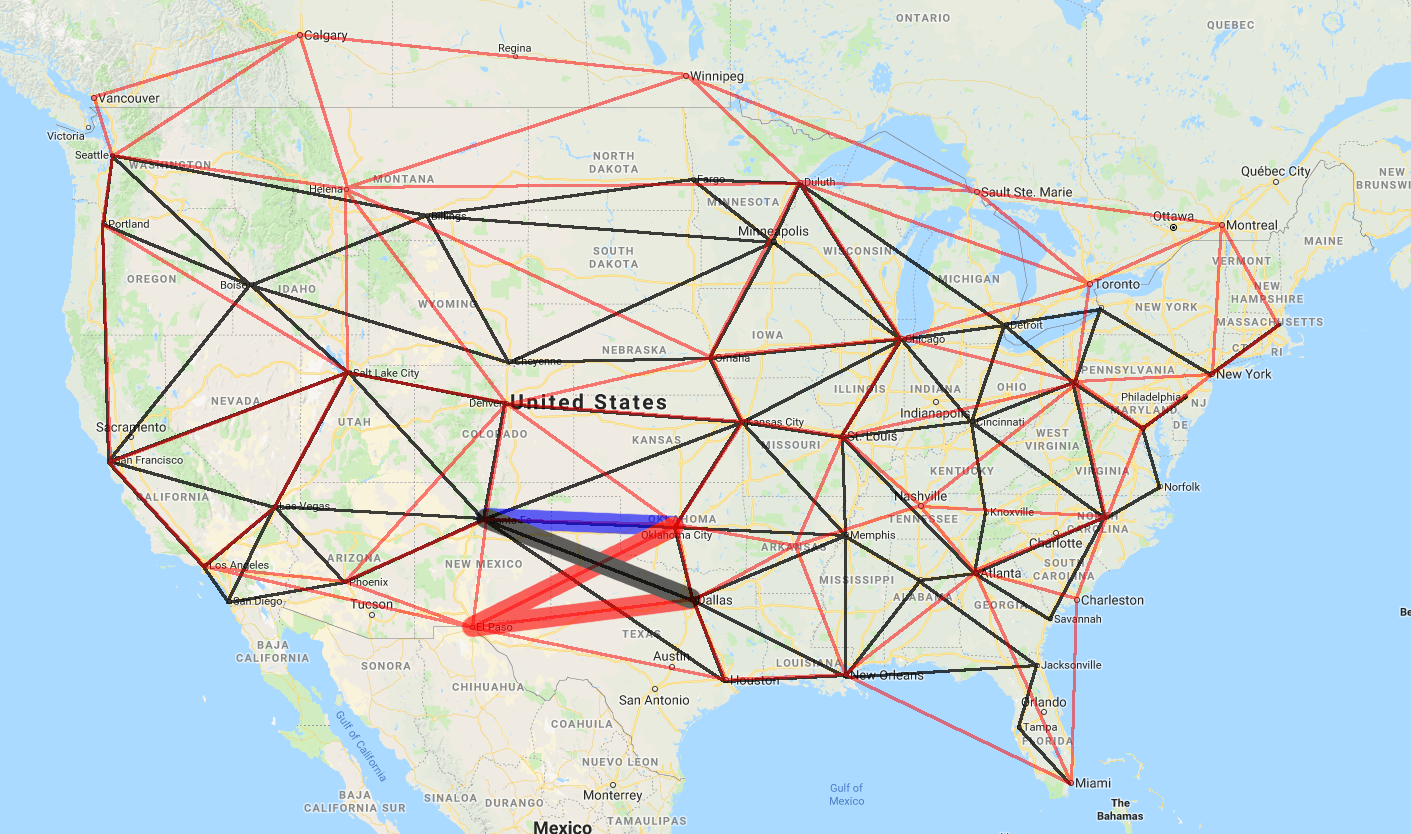 ONTARIO
QUEBEC
Calgary
Regina
Winnipeg
Vancouver
Victoria
Seattle
WASHINGTON
NORTH
DAKOTA
MONTANA
Helena
Fargo
Duluth
Sault Ste. Marie
Québec City
NEW
BRUNSWI
MINNESOTA
Billings
Portland
Ottawa
Montreal
Minneapolis
MAINE
SOUTH
DAKOTA
WISCONSIN
VERMONT
OREGON
Boise
IDAHO
MICHIGAN
Toronto
NEW
HAMPSHIRE
WYOMING
NEW YORK
MASSACHUSETTS
Detroit
IOWA
Chicago
CT
RI
NEBRASKA
Cheyenne
Omaha
Salt Lake City
PENNSYLVANIA
New York
ILLINOIS
INDIANA
OHIO
NEVADA
Denver
United States
Philadelphia
NJ
MARYLAND
Indianapolis
UTAH
Sacramento
Kansas City
Cincinnati
DE
COLORADO
KANSAS
MISSOURI
St. Louis
WEST
VIRGINIA
San Francisco
KENTUCKY
VIRGINIA
Norfolk
CALIFORNIA
Nashville
Las Vegas
Santa Fe
OKLAHOMA
TENNESSEE
Knoxville
NORTH
CAROLINA
Oklahoma City
Memphis
Charlotte
ARKANSAS
ARIZONA
NEW MEXICO
Los Angeles
SOUTH
CAROLINA
Atlanta
Phoenix
MISSISSIPPI
San Diego
Tucson
Dallas
ALABAMA
GEORGIA
Charleston
Be
Savannah
El Paso
TEXAS
BAJA
CALIFORNIA
Austin
LOUISIANA
Jacksonville
SONORA
New Orleans
Houston
CHIHUAHUA
San Antonio
Orlando
COAHUILA
Tampa
FLORIDA
Gulf of California
NUEVO LEON
Miami
Monterrey
Gulf of
Mexico
BAJA
CALIFORNIA SUR
SINALOA
DURANGO
The
Bahamas
TAMAULIPAS
Mexico